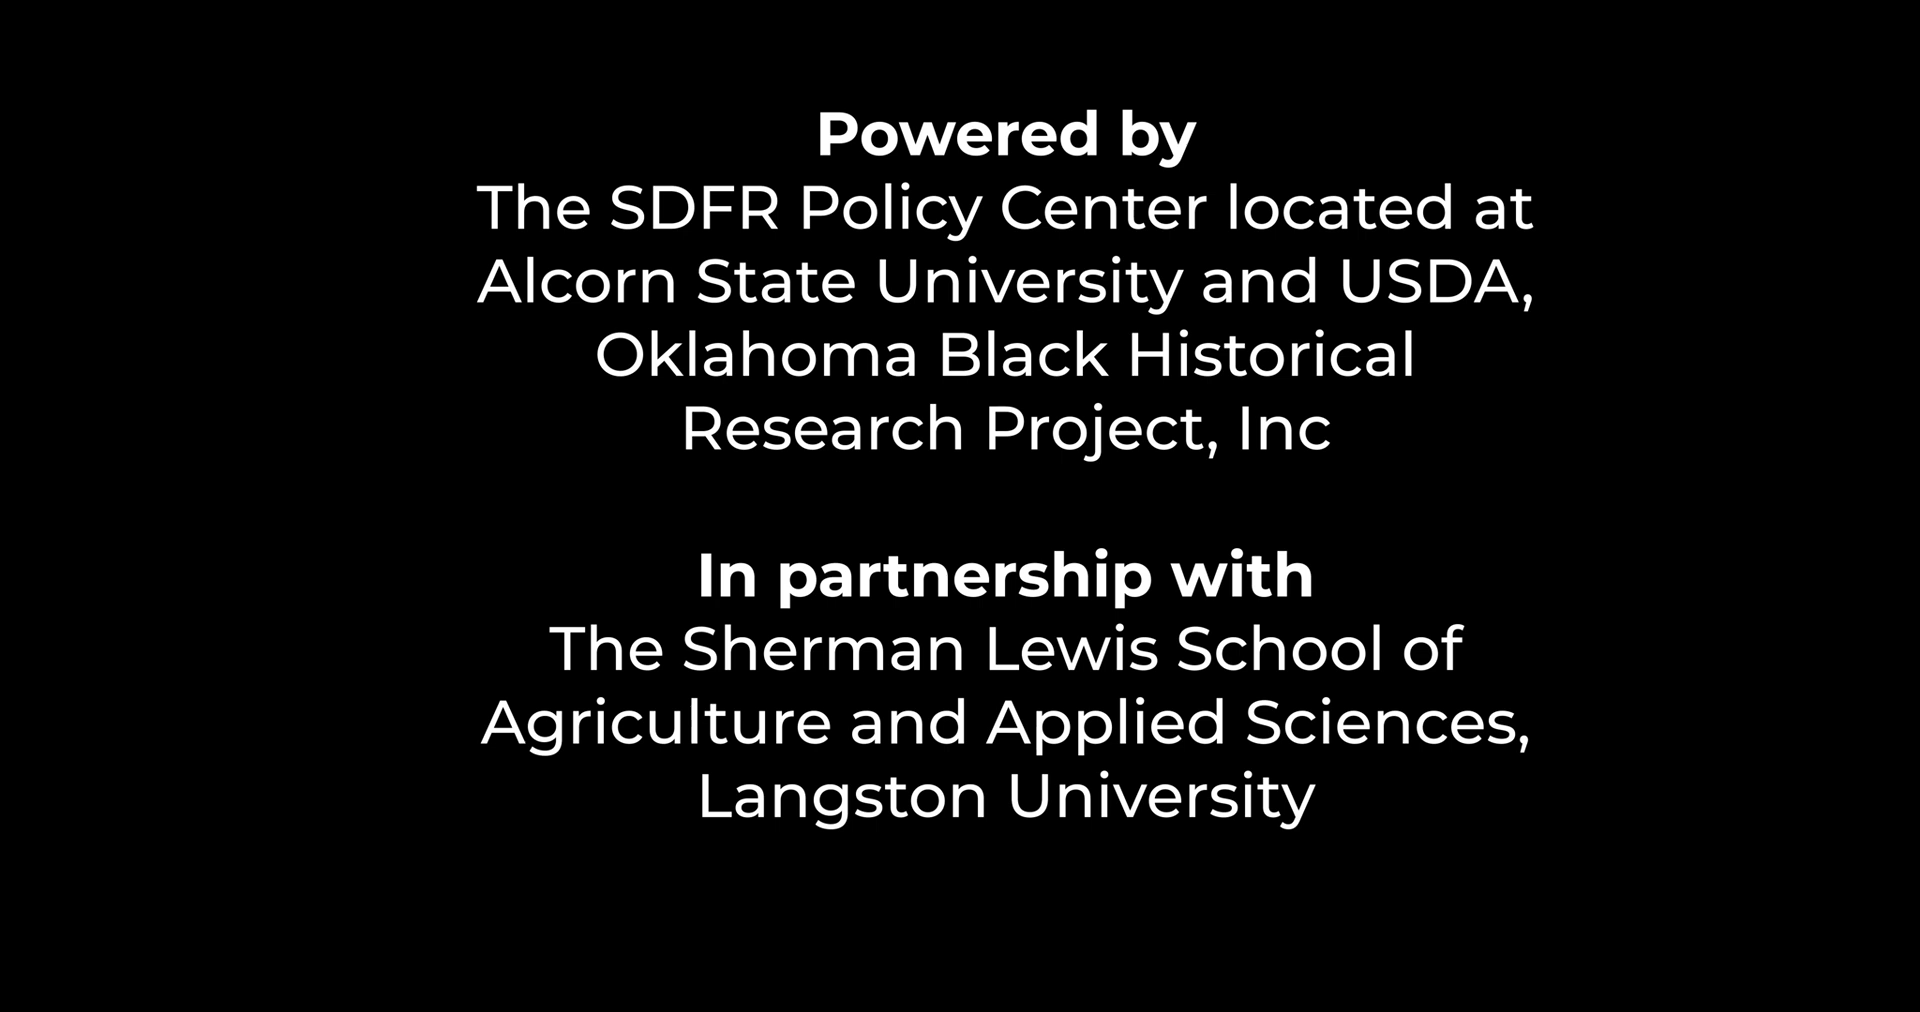 Powered by
The SDFR Policy Center located at
Alcorn State University and USDA,
Oklahoma Black Historical
Research Project, Inc
In partnership with
The Sherman Lewis School of
Agriculture and Applied Sciences,
Langston University